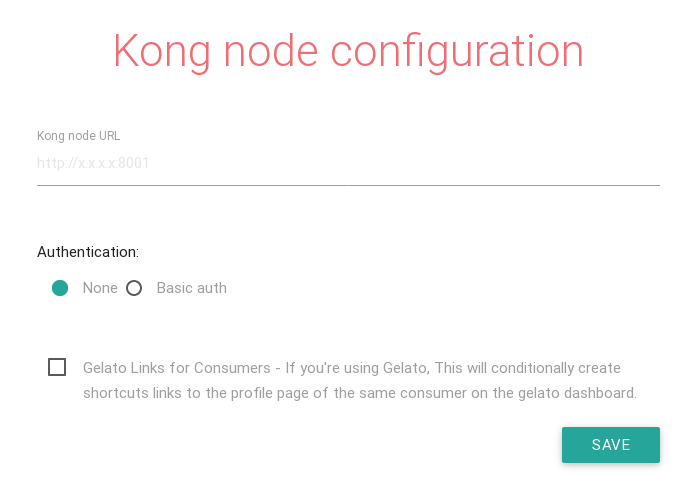 Kong node configuration
Kong node URL
http://x.x.x.x:8001
Authentication:
None Basic auth
Gelato Links for Consumers - If you're using Gelato, This will conditionally create
shortcuts links to the profile page of the same consumer on the gelato dashboard.
SAVE